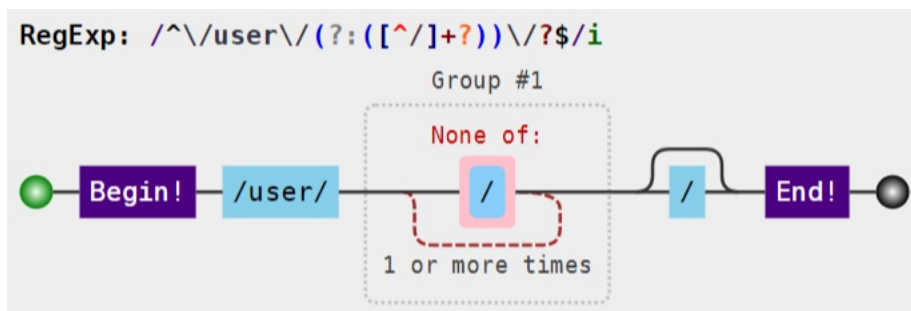 RegExp: /^\/user\/(?:([^/]+?))\/?$/i
Group #1
None of:
Begin! /user/ / / End!
1 or more times